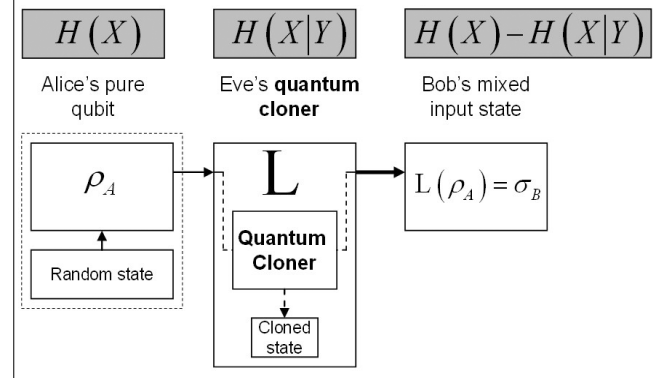 H(X)
H(X|Y)
H(X)−H(X|Y)
Alice's pure
qubit
Eve's quantum
cloner
Bob's mixed
input state
ρ_A
Random state
L
Quantum
Cloner
Cloned
state
L(ρ_A)=σ_B